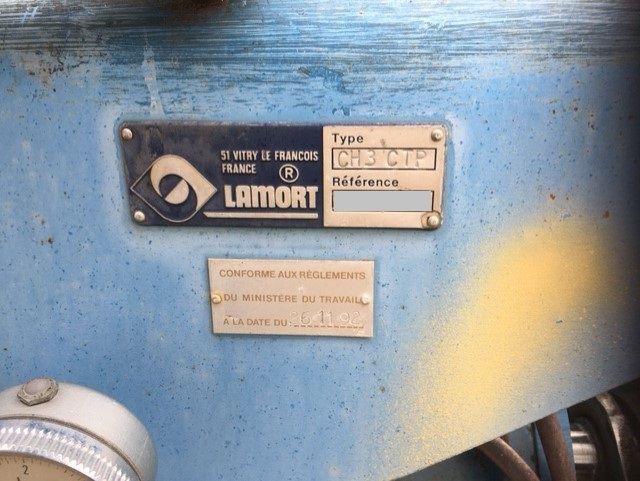 51 VITRY LE FRANCOIS
FRANCE ®
LAMORT
Type
CH3 CTP
Référence
CONFORME AUX RÈGLEMENTS
DU MINISTÈRE DU TRAVAIL
A LA DATE DU: 26 11 92
2